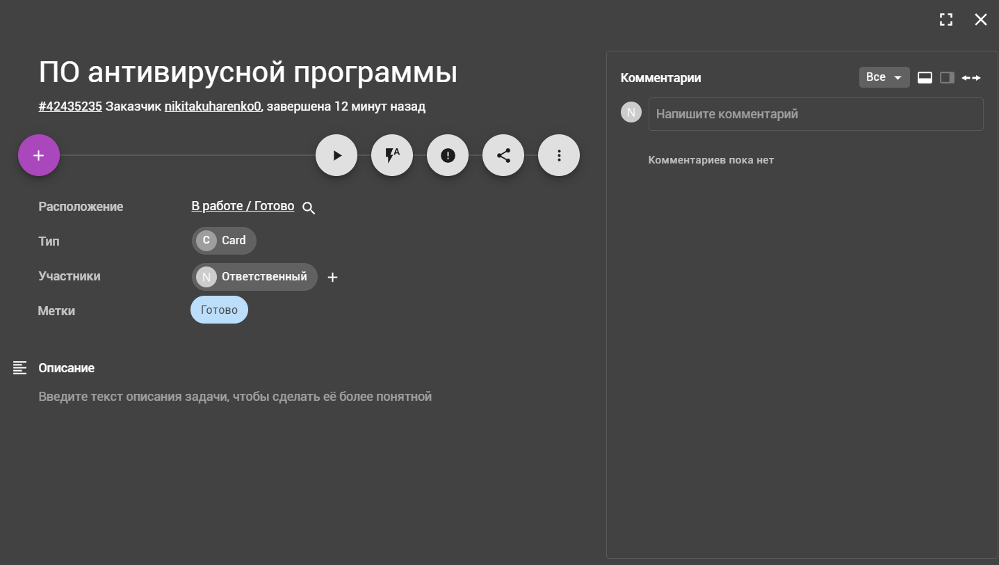 ПО антивирусной программы
#42435235 Заказчик nikitakuharenko0, завершена 12 минут назад
A
Расположение В работе / Готово
Тип C Card
Участники N Ответственный
Метки Готово
Описание
Введите текст описания задачи, чтобы сделать её более понятной
Комментарии Все
N Напишите комментарий
Комментариев пока нет